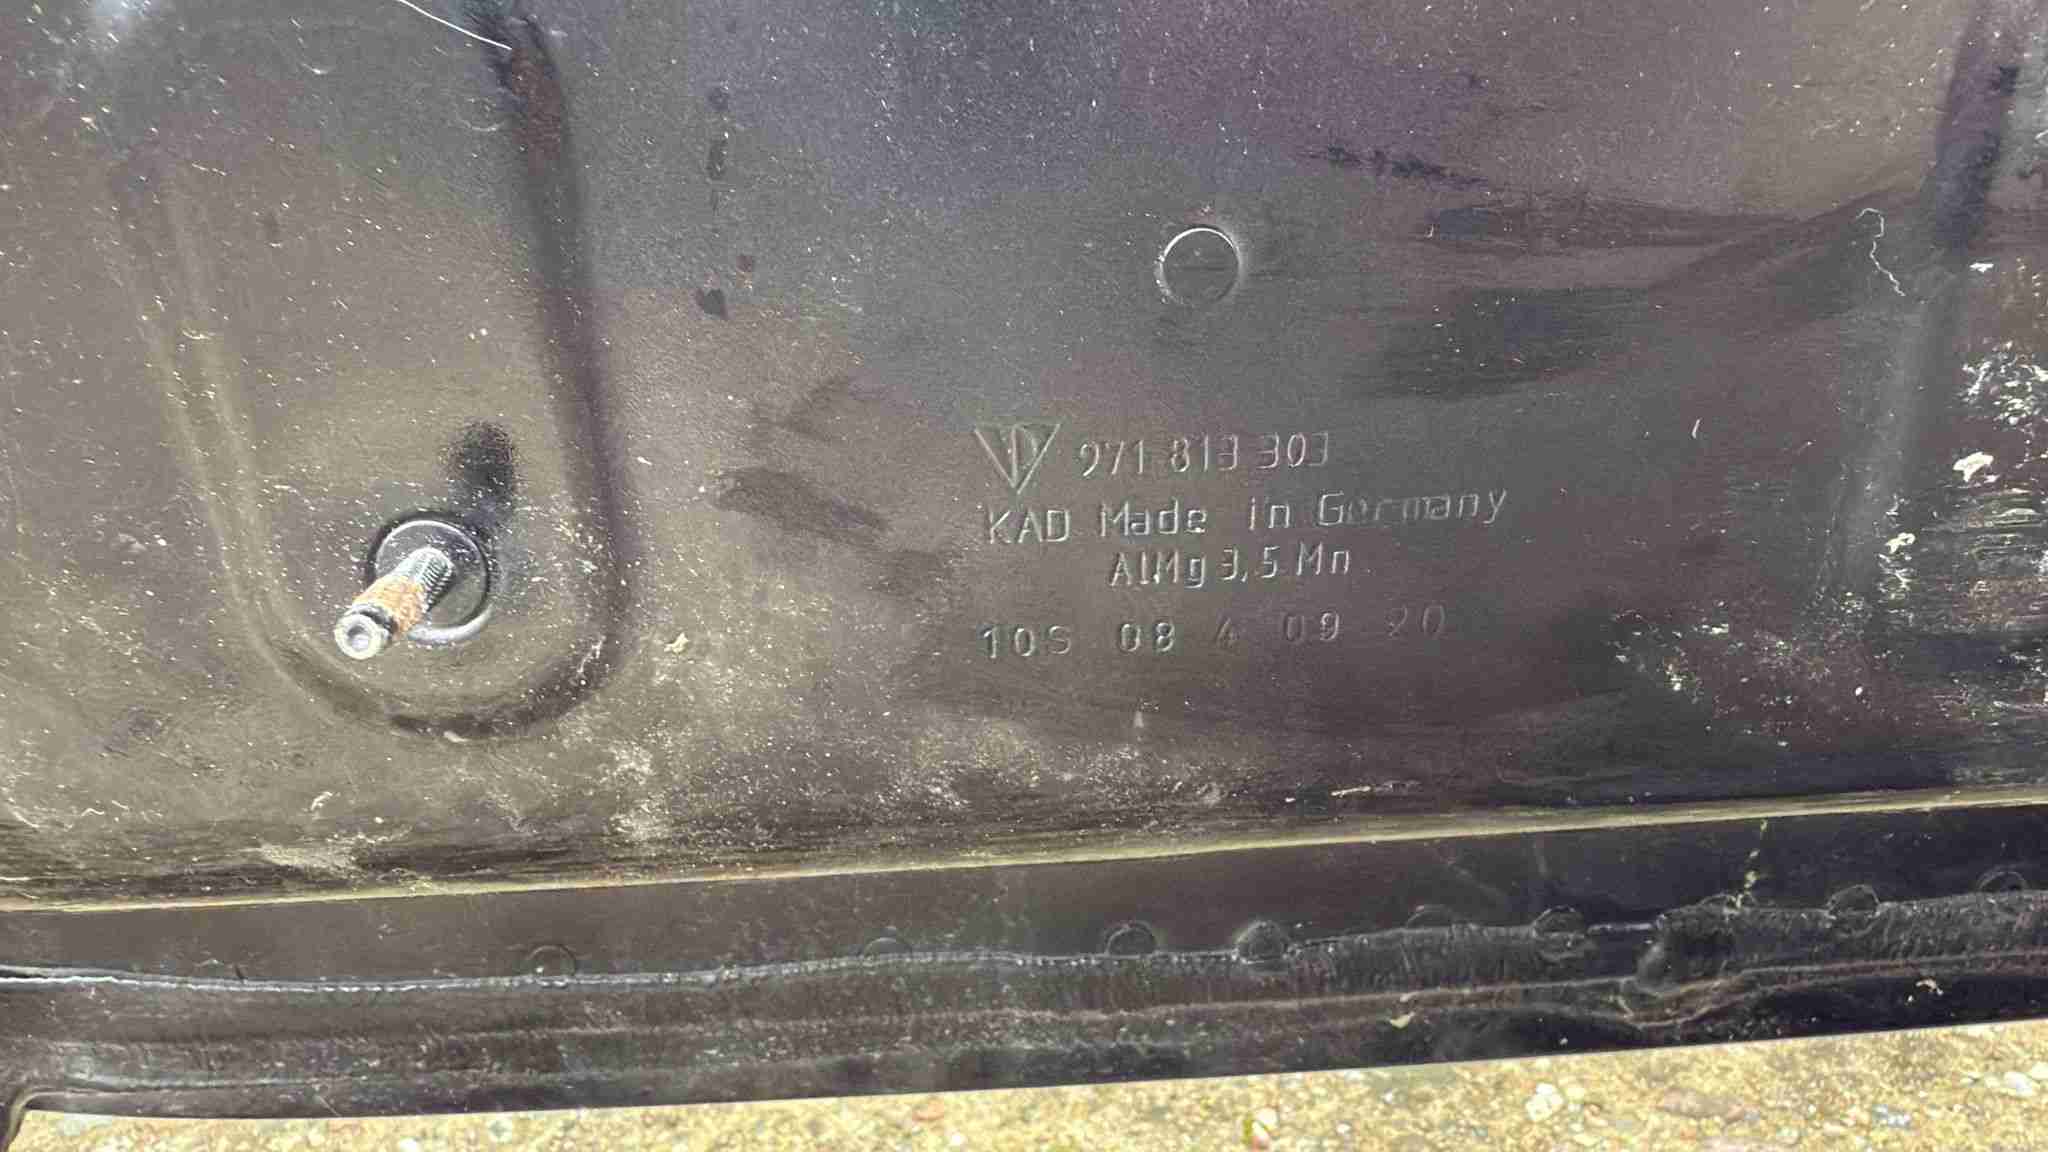 971 813 303
KAD Made in Germany
AlMg 3,5 Mn
10S 08 4 09 20